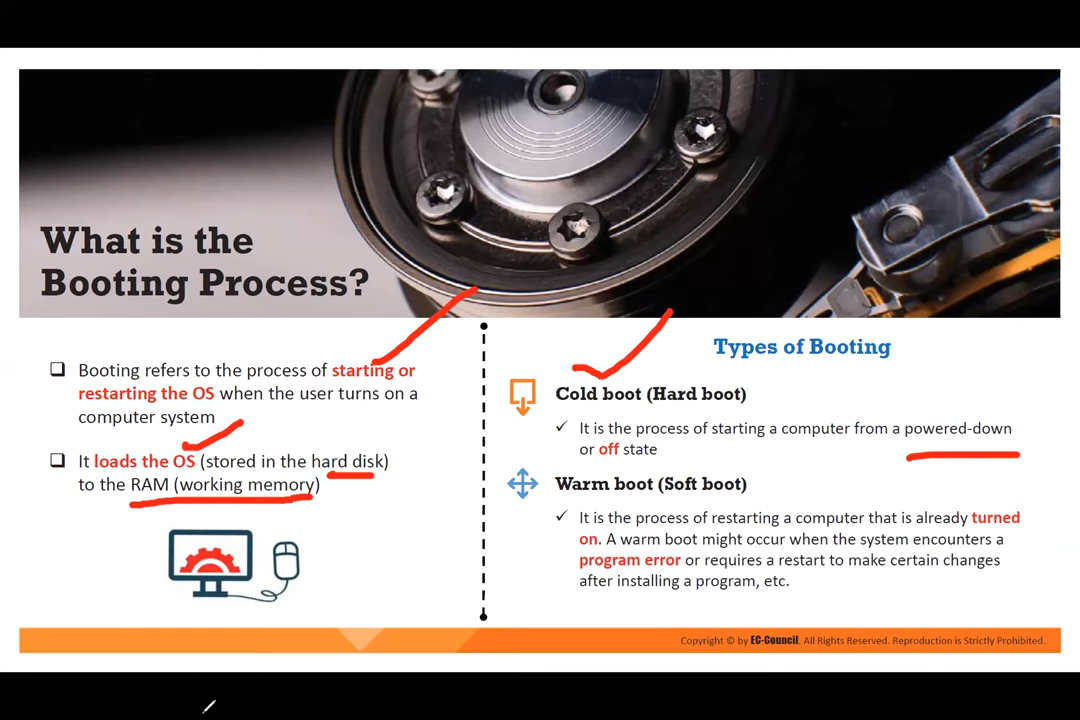 What is the
Booting Process?
❑ Booting refers to the process of starting or
restarting the OS when the user turns on a
computer system
❑ It loads the OS (stored in the hard disk)
to the RAM (working memory)
Types of Booting
Cold boot (Hard boot)
✓ It is the process of starting a computer from a powered-down
or off state
Warm boot (Soft boot)
✓ It is the process of restarting a computer that is already turned
on. A warm boot might occur when the system encounters a
program error or requires a restart to make certain changes
after installing a program, etc.
Copyright © by EC-Council. All Rights Reserved. Reproduction is Strictly Prohibited.